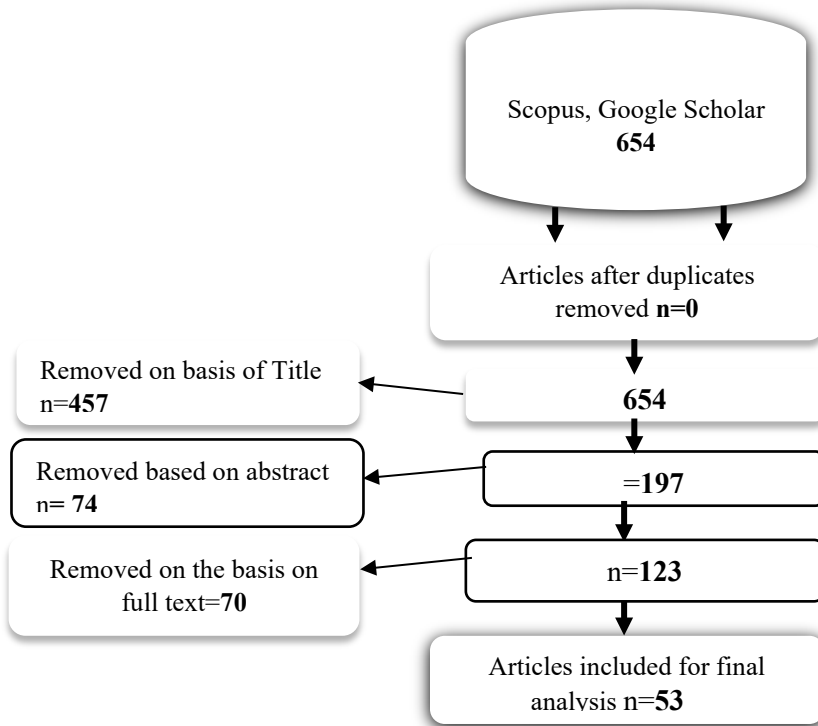 Scopus, Google Scholar
654
Articles after duplicates
removed n=0
Removed on basis of Title
n=457
654
Removed based on abstract
n= 74
=197
Removed on the basis on
full text=70
n=123
Articles included for final
analysis n=53